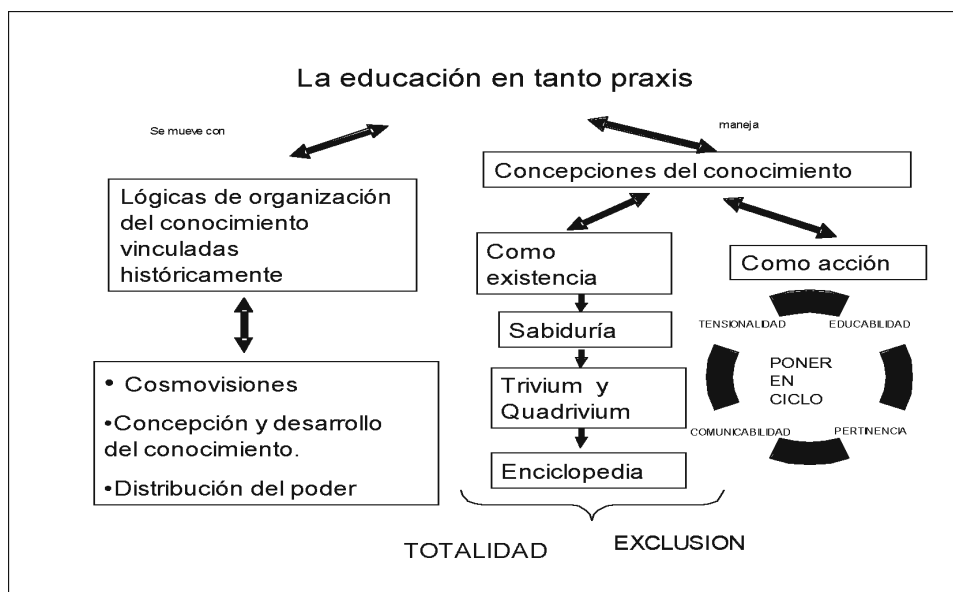 La educación en tanto praxis
Se mueve con
maneja
Lógicas de organización
del conocimiento
vinculadas
históricamente
• Cosmovisiones
•Concepción y desarrollo
del conocimiento.
•Distribución del poder
Concepciones del conocimiento
Como
existencia
Sabiduría
Trivium y
Quadrivium
Enciclopedia
Como acción
TENSIONALIDAD
EDUCABILIDAD
PONER
EN
CICLO
COMUNICABILIDAD
PERTINENCIA
TOTALIDAD
EXCLUSION